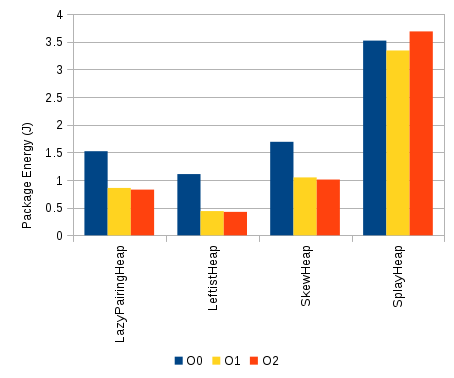 4
3.5
3
2.5
2
1.5
1
0.5
0
Package Energy (J)
LazyPairingHeap
LeftistHeap
SkewHeap
SplayHeap
O0 O1 O2